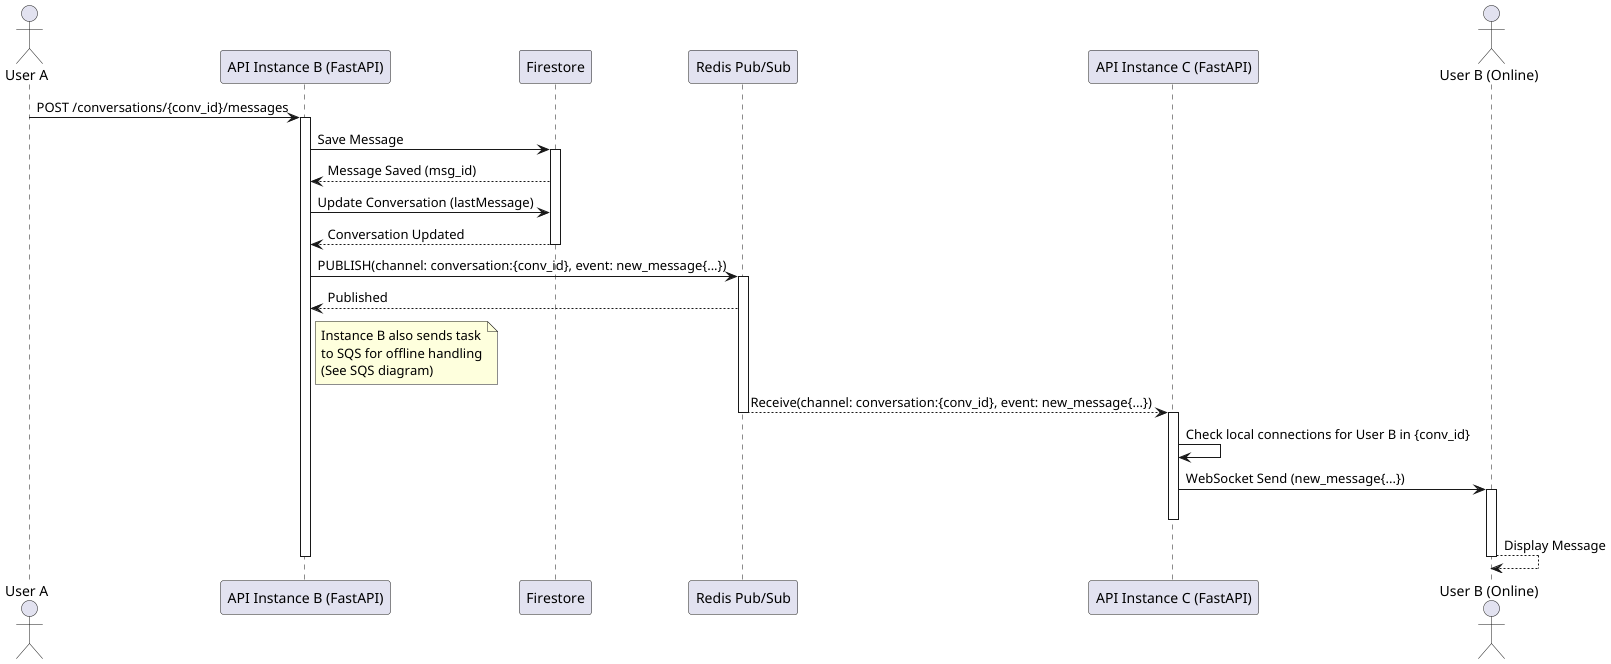 User A
API Instance B (FastAPI)
Firestore
Redis Pub/Sub
API Instance C (FastAPI)
User B (Online)
POST /conversations/{conv_id}/messages
Save Message
Message Saved (msg_id)
Update Conversation (lastMessage)
Conversation Updated
PUBLISH(channel: conversation:{conv_id}, event: new_message{...})
Published
Instance B also sends task
to SQS for offline handling
(See SQS diagram)
Receive(channel: conversation:{conv_id}, event: new_message{...})
Check local connections for User B in {conv_id}
WebSocket Send (new_message{...})
Display Message
User A
API Instance B (FastAPI)
Firestore
Redis Pub/Sub
API Instance C (FastAPI)
User B (Online)